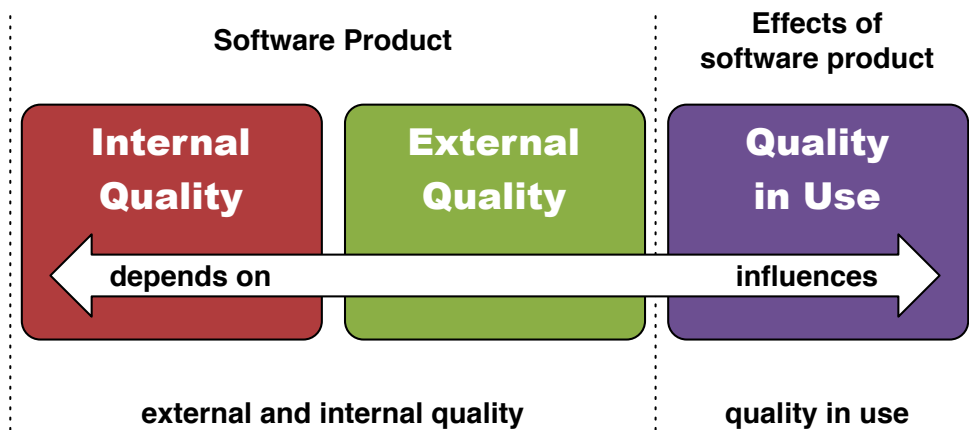 Software Product
Effects of
software product
Internal
Quality
External
Quality
Quality
in Use
depends on
influences
external and internal quality
quality in use